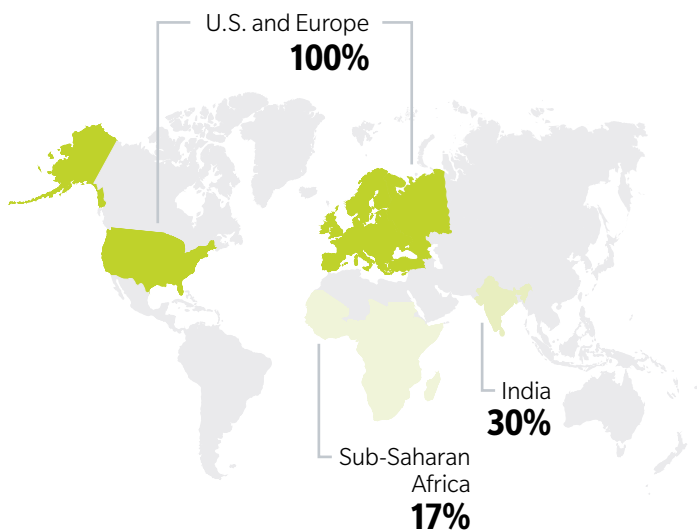 U.S. and Europe
100%
India
30%
Sub-Saharan
Africa
17%